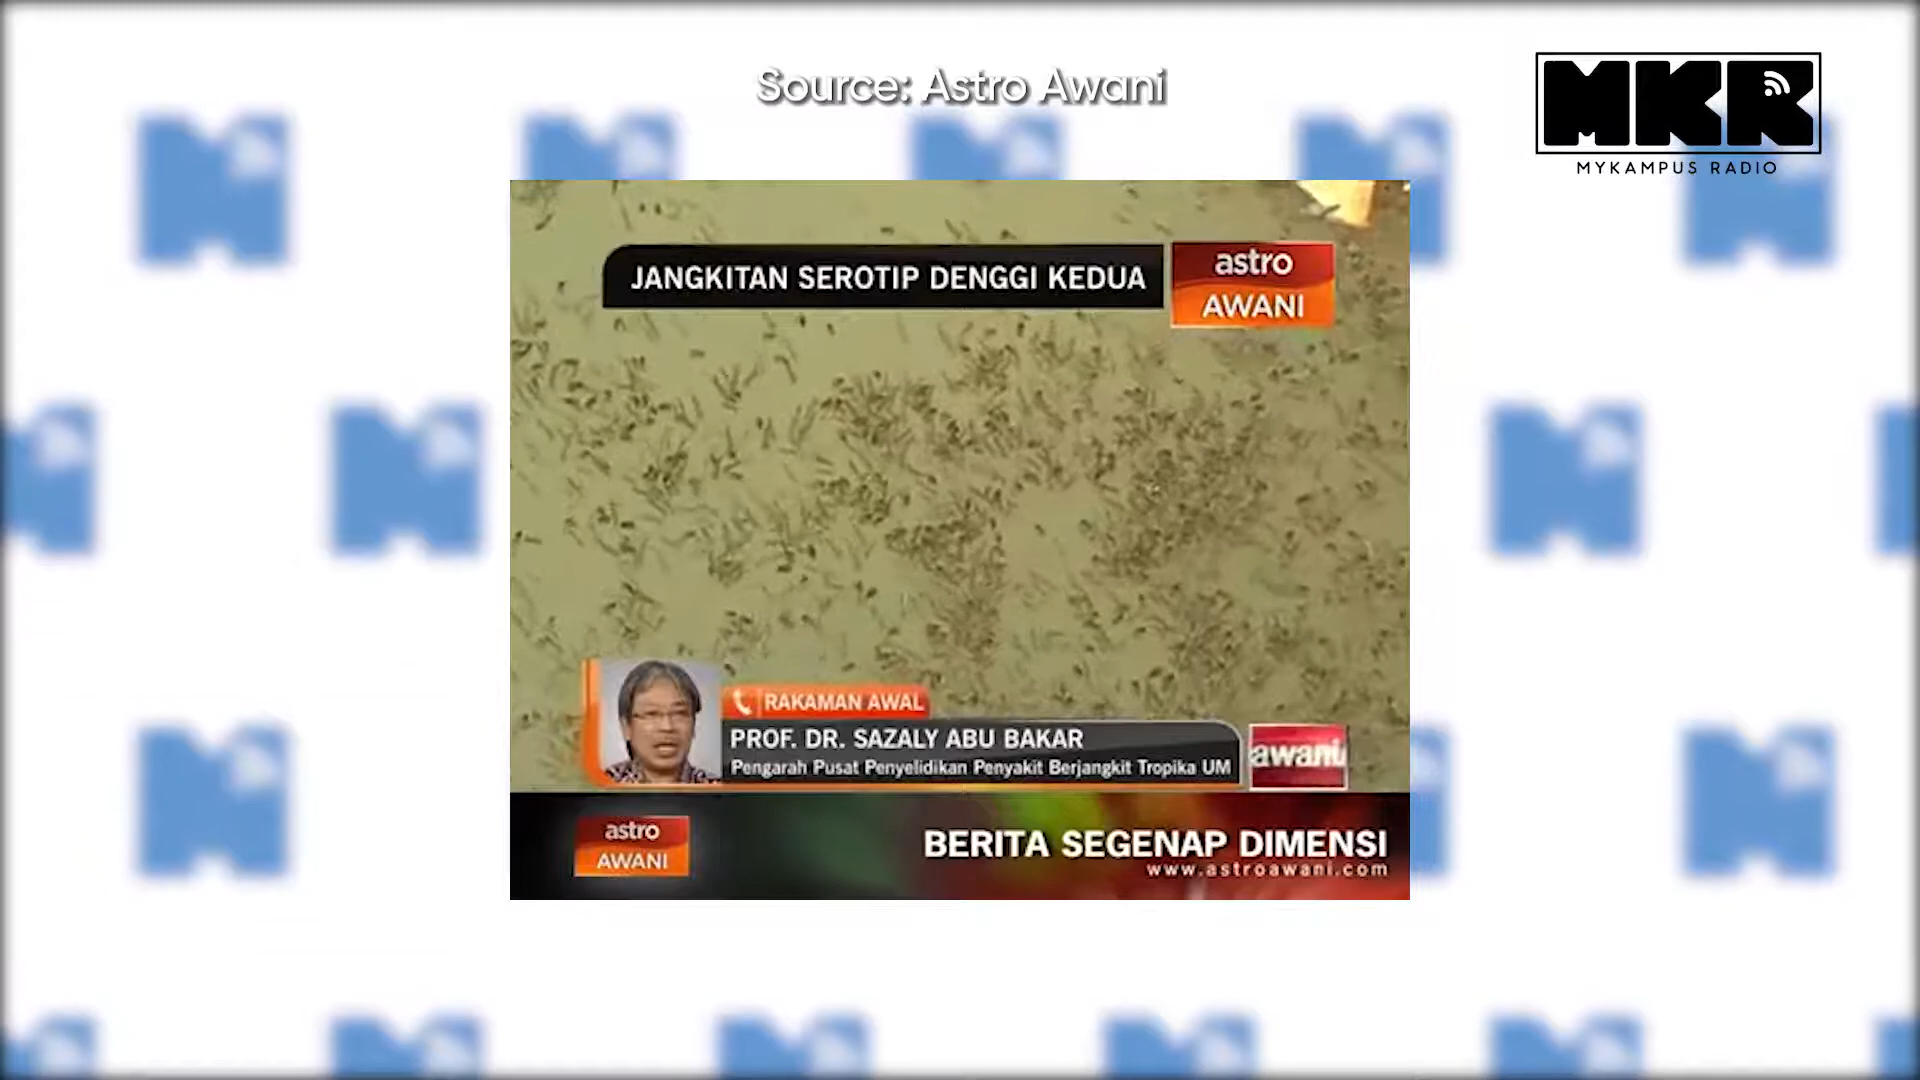 Source: Astro Awani
MKR
MYKAMPUS RADIO
JANGKITAN SEROTIP DENGGI KEDUA
astro
AWANI
RAKAMAN AWAL
PROF. DR. SAZALY ABU BAKAR
Pengarah Pusat Penyelidikan Penyakit Berjangkit Tropika UM
awani
astro
AWANI
BERITA SEGENAP DIMENSI
www.astroawani.com